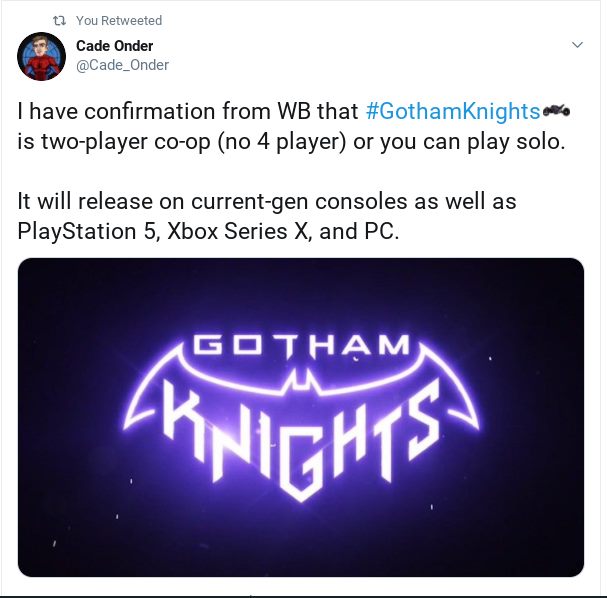 You Retweeted
Cade Onder
@Cade_Onder
I have confirmation from WB that #GothamKnights
is two-player co-op (no 4 player) or you can play solo.
It will release on current-gen consoles as well as
PlayStation 5, Xbox Series X, and PC.
GOTHAM
KNIGHTS